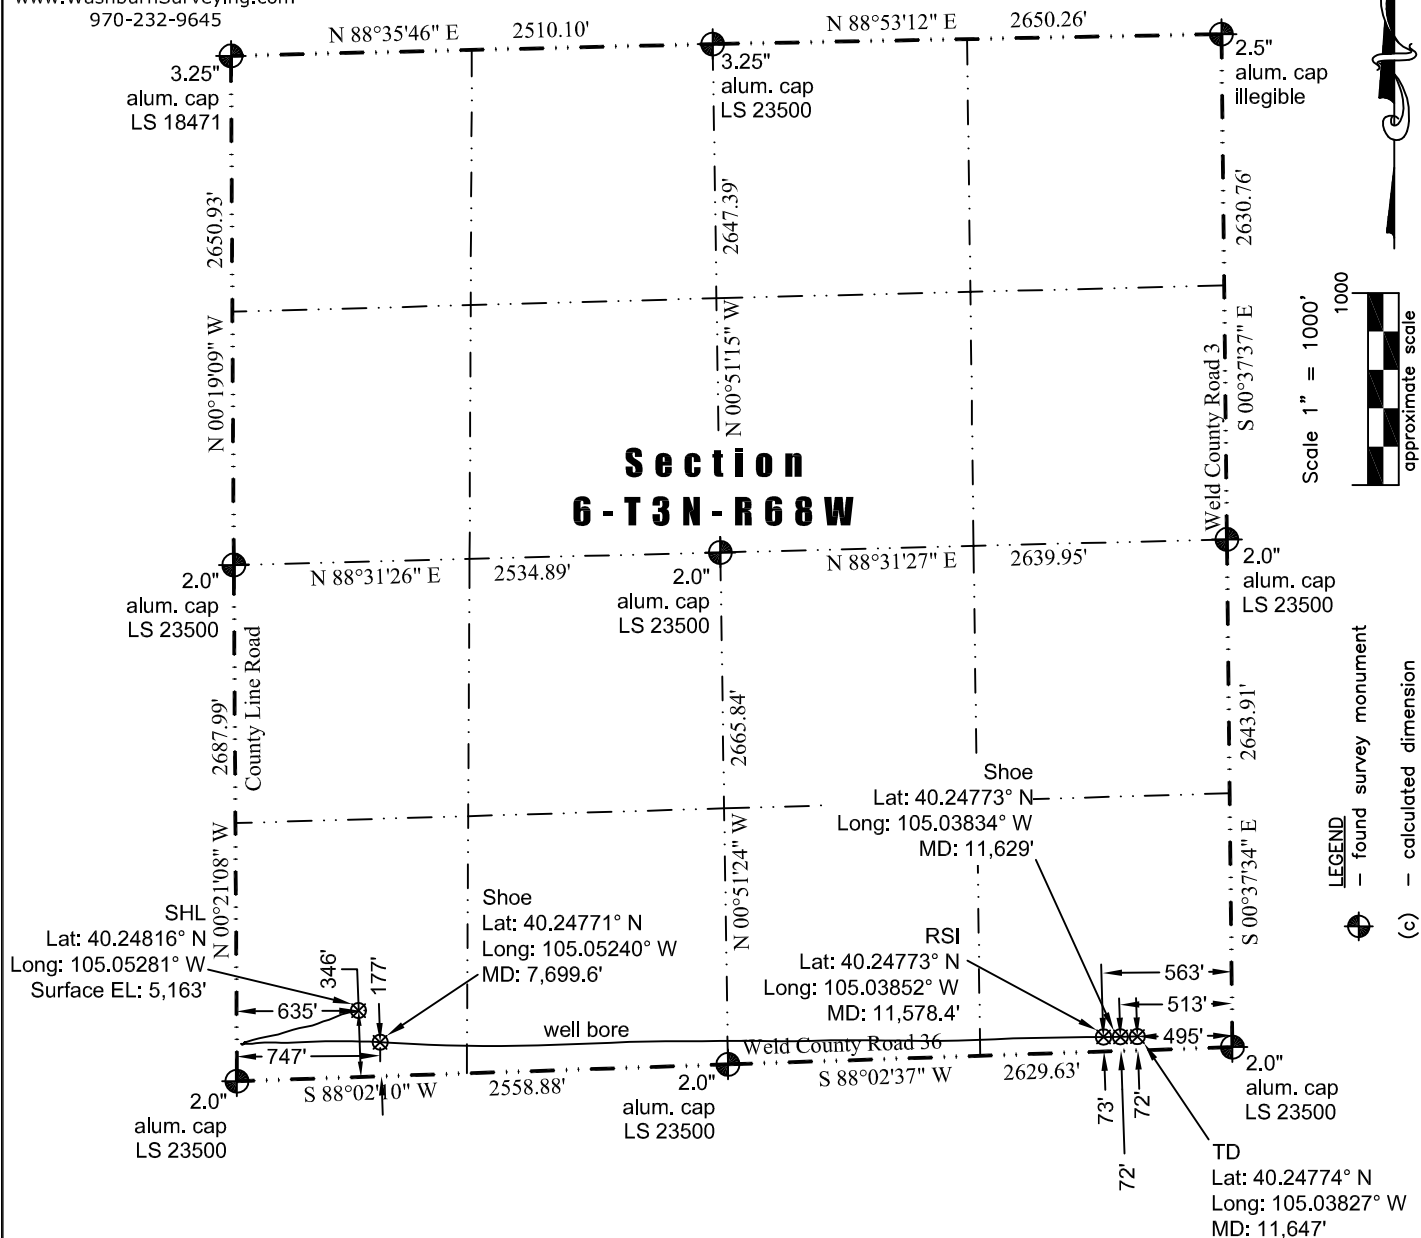 www.WashburnSurveying.com
970-232-9645
N 88°35'46" E
2510.10'
N 88°53'12" E
2650.26'
3.25"
alum. cap
LS 18471
3.25"
alum. cap
LS 23500
2.5"
alum. cap
illegible
2650.93'
N 00°19'09" W
2647.39'
N 00°51'15" W
2630.76'
S 00°37'37" E
Weld County Road 3
Scale 1" = 1000'
1000
approximate scale
Section
6-T3N-R68W
N 88°31'26" E
2534.89'
N 88°31'27" E
2639.95'
2.0"
alum. cap
LS 23500
2.0"
alum. cap
LS 23500
2.0"
alum. cap
LS 23500
County Line Road
2687.99'
N 00°21'08" W
2665.84'
N 00°51'24" W
2643.91'
S 00°37'34" E
LEGEND
– found survey monument
(c) – calculated dimension
Shoe
Lat: 40.24773° N
Long: 105.03834° W
MD: 11,629'
SHL
Lat: 40.24816° N
Long: 105.05281° W
Surface EL: 5,163'
Shoe
Lat: 40.24771° N
Long: 105.05240° W
MD: 7,699.6'
RSI
Lat: 40.24773° N
Long: 105.03852° W
MD: 11,578.4'
346'
177'
635'
747'
well bore
Weld County Road 36
563'
513'
495'
S 88°02'10" W
2558.88'
S 88°02'37" W
2629.63'
73'
72'
72'
2.0"
alum. cap
LS 23500
2.0"
alum. cap
LS 23500
2.0"
alum. cap
LS 23500
TD
Lat: 40.24774° N
Long: 105.03827° W
MD: 11,647'